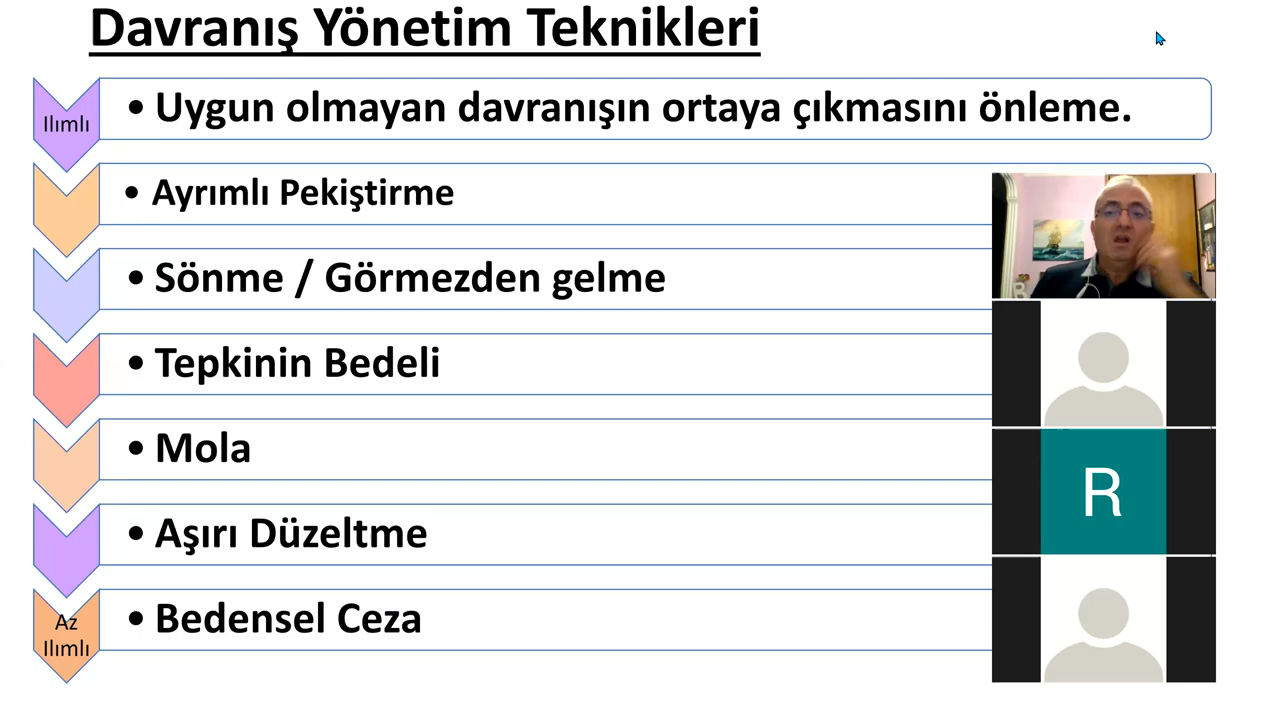 Davranış Yönetim Teknikleri
Ilımlı
• Uygun olmayan davranışın ortaya çıkmasını önleme.
• Ayrımlı Pekiştirme
• Sönme / Görmezden gelme
• Tepkinin Bedeli
• Mola
R
• Aşırı Düzeltme
Az
Ilımlı
• Bedensel Ceza